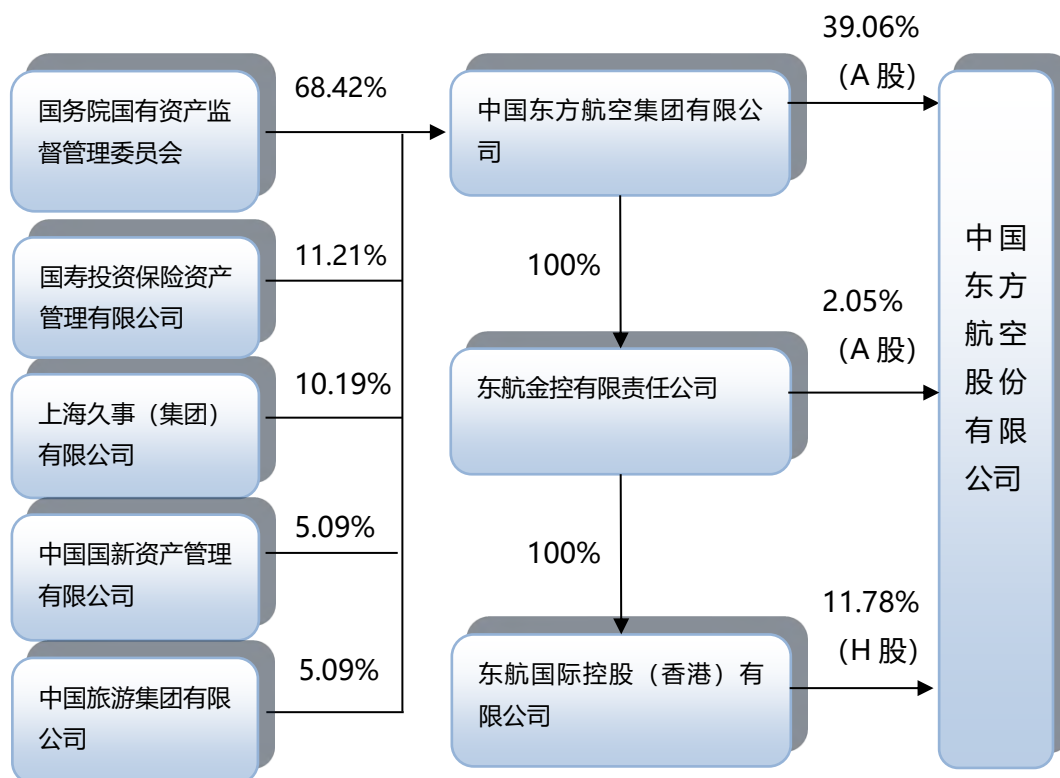 国务院国有资产监
督管理委员会
68.42%
国寿投资保险资产
管理有限公司
11.21%
上海久事（集团）
有限公司
10.19%
中国国新资产管理
有限公司
5.09%
中国旅游集团有限
公司
5.09%
中国东方航空集团有限公
司
39.06%
(A 股)
100%
东航金控有限责任公司
2.05%
(A 股)
100%
东航国际控股（香港）有
限公司
11.78%
(H 股)
中国
东方
航空
股份
有限
公司